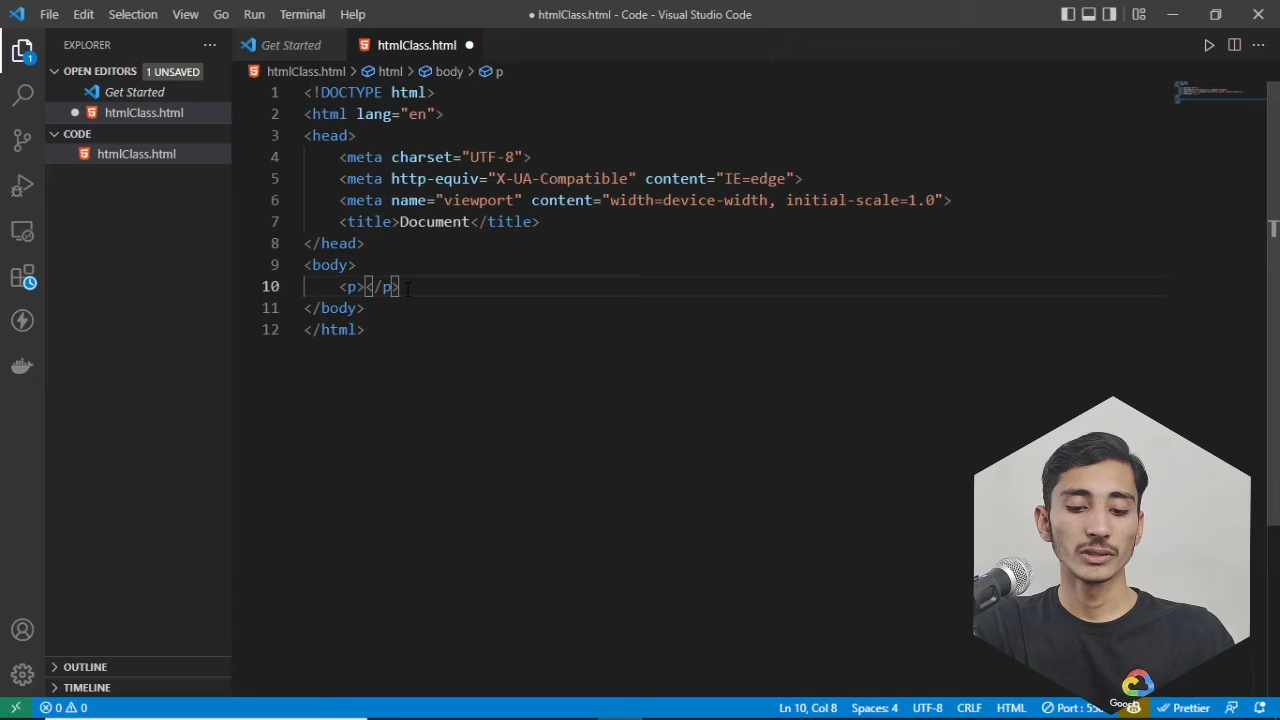 File Edit Selection View Go Run Terminal Help
● htmlClass.html - Code - Visual Studio Code
EXPLORER
OPEN EDITORS 1 UNSAVED
Get Started
htmlClass.html
CODE
htmlClass.html
OUTLINE
TIMELINE
1
Get Started htmlClass.html
htmlClass.html > html > body > p
1 <!DOCTYPE html>
2 <html lang="en">
3 <head>
4 <meta charset="UTF-8">
5 <meta http-equiv="X-UA-Compatible" content="IE=edge">
6 <meta name="viewport" content="width=device-width, initial-scale=1.0">
7 <title>Document</title>
8 </head>
9 <body>
10 <p></p>
11 </body>
12 </html>
0 0 Ln 10, Col 8 Spaces: 4 UTF-8 CRLF HTML Port : Prettier